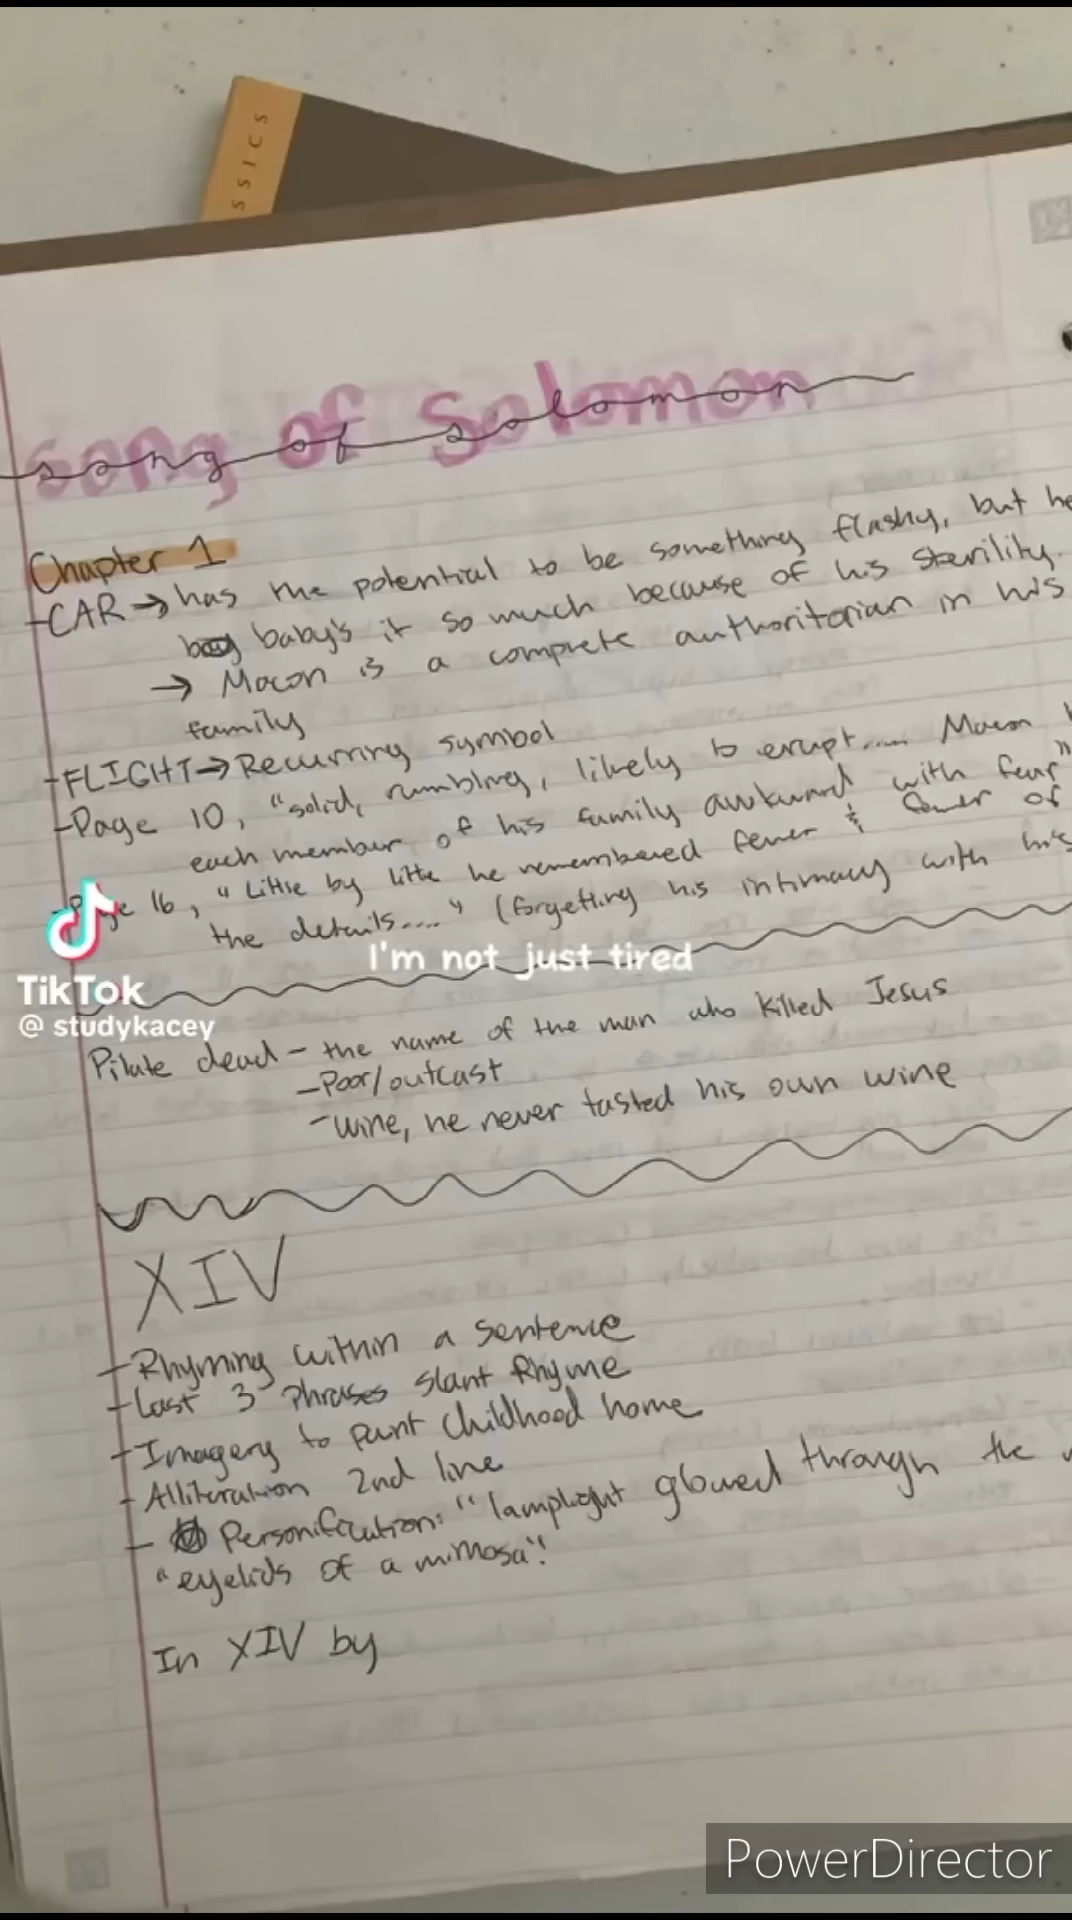 SSICS
song of Solomon
song of solomon
Chapter 1
-CAR → has the potential to be something flashy, but he
baby's it so much because of his sterility.
→ Macon is a complete authoritarian in his
family
-FLIGHT → Recurring symbol
-Page 10, "solid, rumbling, likely to erupt.... Macon
each member of his family awkward with fear"
Page 16, "Little by little he remembered fewer & fewer of
the details...." (forgetting his intimacy with his
I'm not just tired
TikTok
@ studykacey
Pilate dead - the name of the man who killed Jesus
-Poor/outcast
-wine, he never tasted his own wine
XIV
-Rhyming within a sentence
-Last 3 phrases slant Rhyme
-Imagery to paint childhood home
-Alliteration 2nd line
- Personification: "lamplight glowed through the
"eyelids of a mimosa"!
In XIV by
PowerDirector